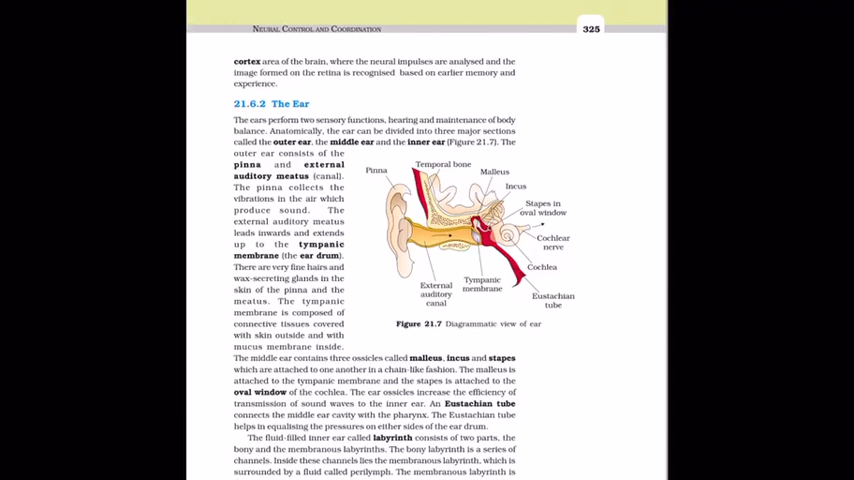 NEURAL CONTROL AND COORDINATION
325
cortex area of the brain, where the neural impulses are analysed and the
image formed on the retina is recognised based on earlier memory and
experience.
21.6.2 The Ear
The ears perform two sensory functions, hearing and maintenance of body
balance. Anatomically, the ear can be divided into three major sections
called the outer ear, the middle ear and the inner ear (Figure 21.7). The
outer ear consists of the
pinna and external
auditory meatus (canal).
The pinna collects the
vibrations in the air which
produce sound. The
external auditory meatus
leads inwards and extends
up to the tympanic
membrane (the ear drum).
There are very fine hairs and
wax-secreting glands in the
skin of the pinna and the
meatus. The tympanic
membrane is composed of
connective tissues covered
with skin outside and with
mucus membrane inside.
Pinna
Temporal bone
Malleus
Incus
Stapes in
oval window
Cochlear
nerve
Cochlea
Eustachian
tube
Tympanic
membrane
External
auditory
canal
Figure 21.7 Diagrammatic view of ear
The middle ear contains three ossicles called malleus, incus and stapes
which are attached to one another in a chain-like fashion. The malleus is
attached to the tympanic membrane and the stapes is attached to the
oval window of the cochlea. The ear ossicles increase the efficiency of
transmission of sound waves to the inner ear. An Eustachian tube
connects the middle ear cavity with the pharynx. The Eustachian tube
helps in equalising the pressures on either sides of the ear drum.
The fluid-filled inner ear called labyrinth consists of two parts, the
bony and the membranous labyrinths. The bony labyrinth is a series of
channels. Inside these channels lies the membranous labyrinth, which is
surrounded by a fluid called perilymph. The membranous labyrinth is